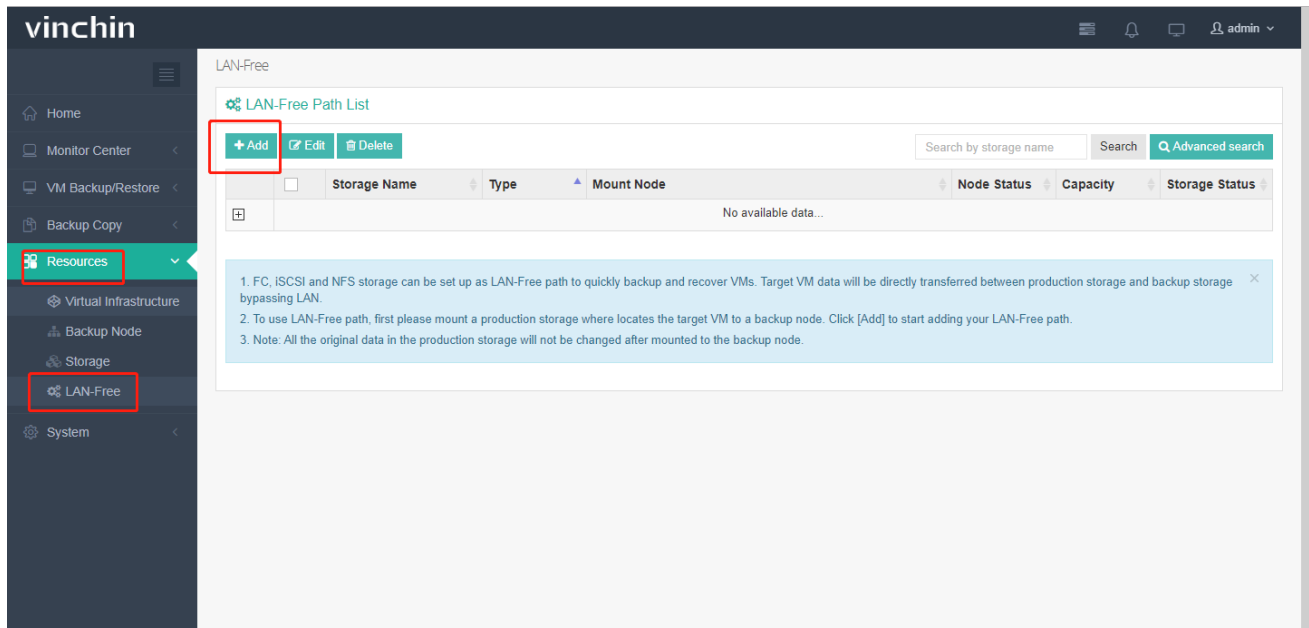 vinchin
admin
LAN-Free
Home
Monitor Center
VM Backup/Restore
Backup Copy
Resources
Virtual Infrastructure
Backup Node
Storage
LAN-Free
System
LAN-Free Path List
Add Edit Delete
Search by storage name Search Advanced search
Storage Name Type Mount Node Node Status Capacity Storage Status
No available data...
1. FC, iSCSI and NFS storage can be set up as LAN-Free path to quickly backup and recover VMs. Target VM data will be directly transferred between production storage and backup storage
bypassing LAN.
2. To use LAN-Free path, first please mount a production storage where locates the target VM to a backup node. Click [Add] to start adding your LAN-Free path.
3. Note: All the original data in the production storage will not be changed after mounted to the backup node.